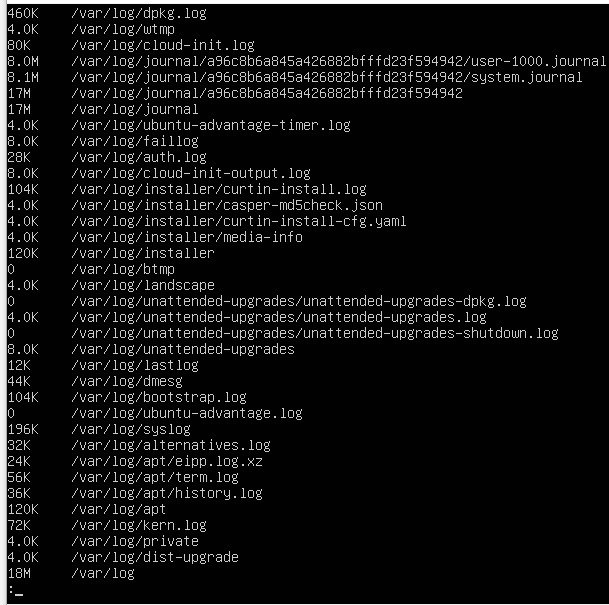 460K /var/log/dpkg.log
4.0K /var/log/wtmp
80K /var/log/cloud-init.log
8.0M /var/log/journal/a96c8b6a845a426882bfffd23f594942/user-1000.journal
8.1M /var/log/journal/a96c8b6a845a426882bfffd23f594942/system.journal
17M /var/log/journal/a96c8b6a845a426882bfffd23f594942
17M /var/log/journal
4.0K /var/log/ubuntu-advantage-timer.log
8.0K /var/log/faillog
28K /var/log/auth.log
8.0K /var/log/cloud-init-output.log
104K /var/log/installer/curtin-install.log
4.0K /var/log/installer/casper-md5check.json
4.0K /var/log/installer/curtin-install-cfg.yaml
4.0K /var/log/installer/media-info
120K /var/log/installer
0 /var/log/btmp
4.0K /var/log/landscape
0 /var/log/unattended-upgrades/unattended-upgrades-dpkg.log
4.0K /var/log/unattended-upgrades/unattended-upgrades.log
0 /var/log/unattended-upgrades/unattended-upgrades-shutdown.log
8.0K /var/log/unattended-upgrades
12K /var/log/lastlog
44K /var/log/dmesg
104K /var/log/bootstrap.log
0 /var/log/ubuntu-advantage.log
196K /var/log/syslog
32K /var/log/alternatives.log
24K /var/log/apt/eipp.log.xz
56K /var/log/apt/term.log
36K /var/log/apt/history.log
120K /var/log/apt
72K /var/log/kern.log
4.0K /var/log/private
4.0K /var/log/dist-upgrade
18M /var/log
:_